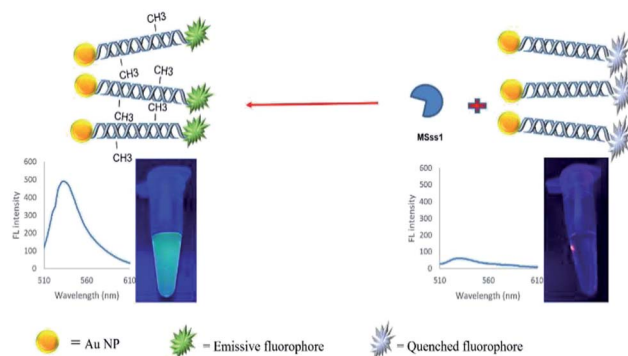 CH3
CH3
CH3
CH3
CH3
CH3
MSss1
FL intensity
600
500
400
300
200
100
0
510 560 610
Wavelength (nm)
FL intensity
600
500
400
300
200
100
0
510 560 610
Wavelength (nm)
= Au NP
= Emissive fluorophore
= Quenched fluorophore